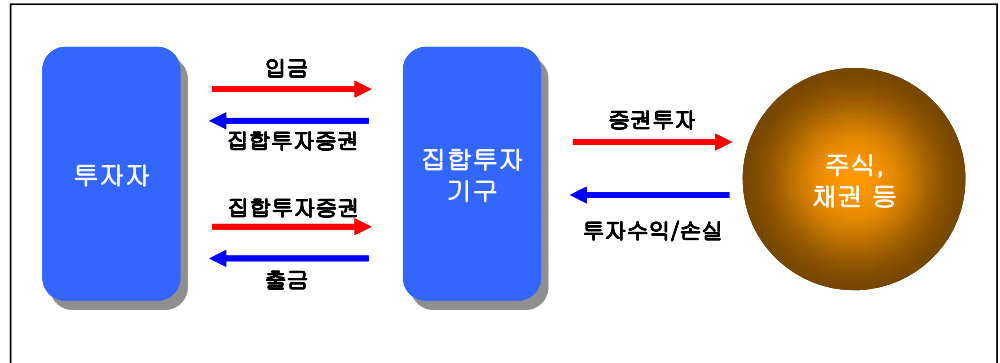 투자자
입금
집합투자증권
집합투자증권
출금
집합투자
기구
증권투자
투자수익/손실
주식,
채권 등